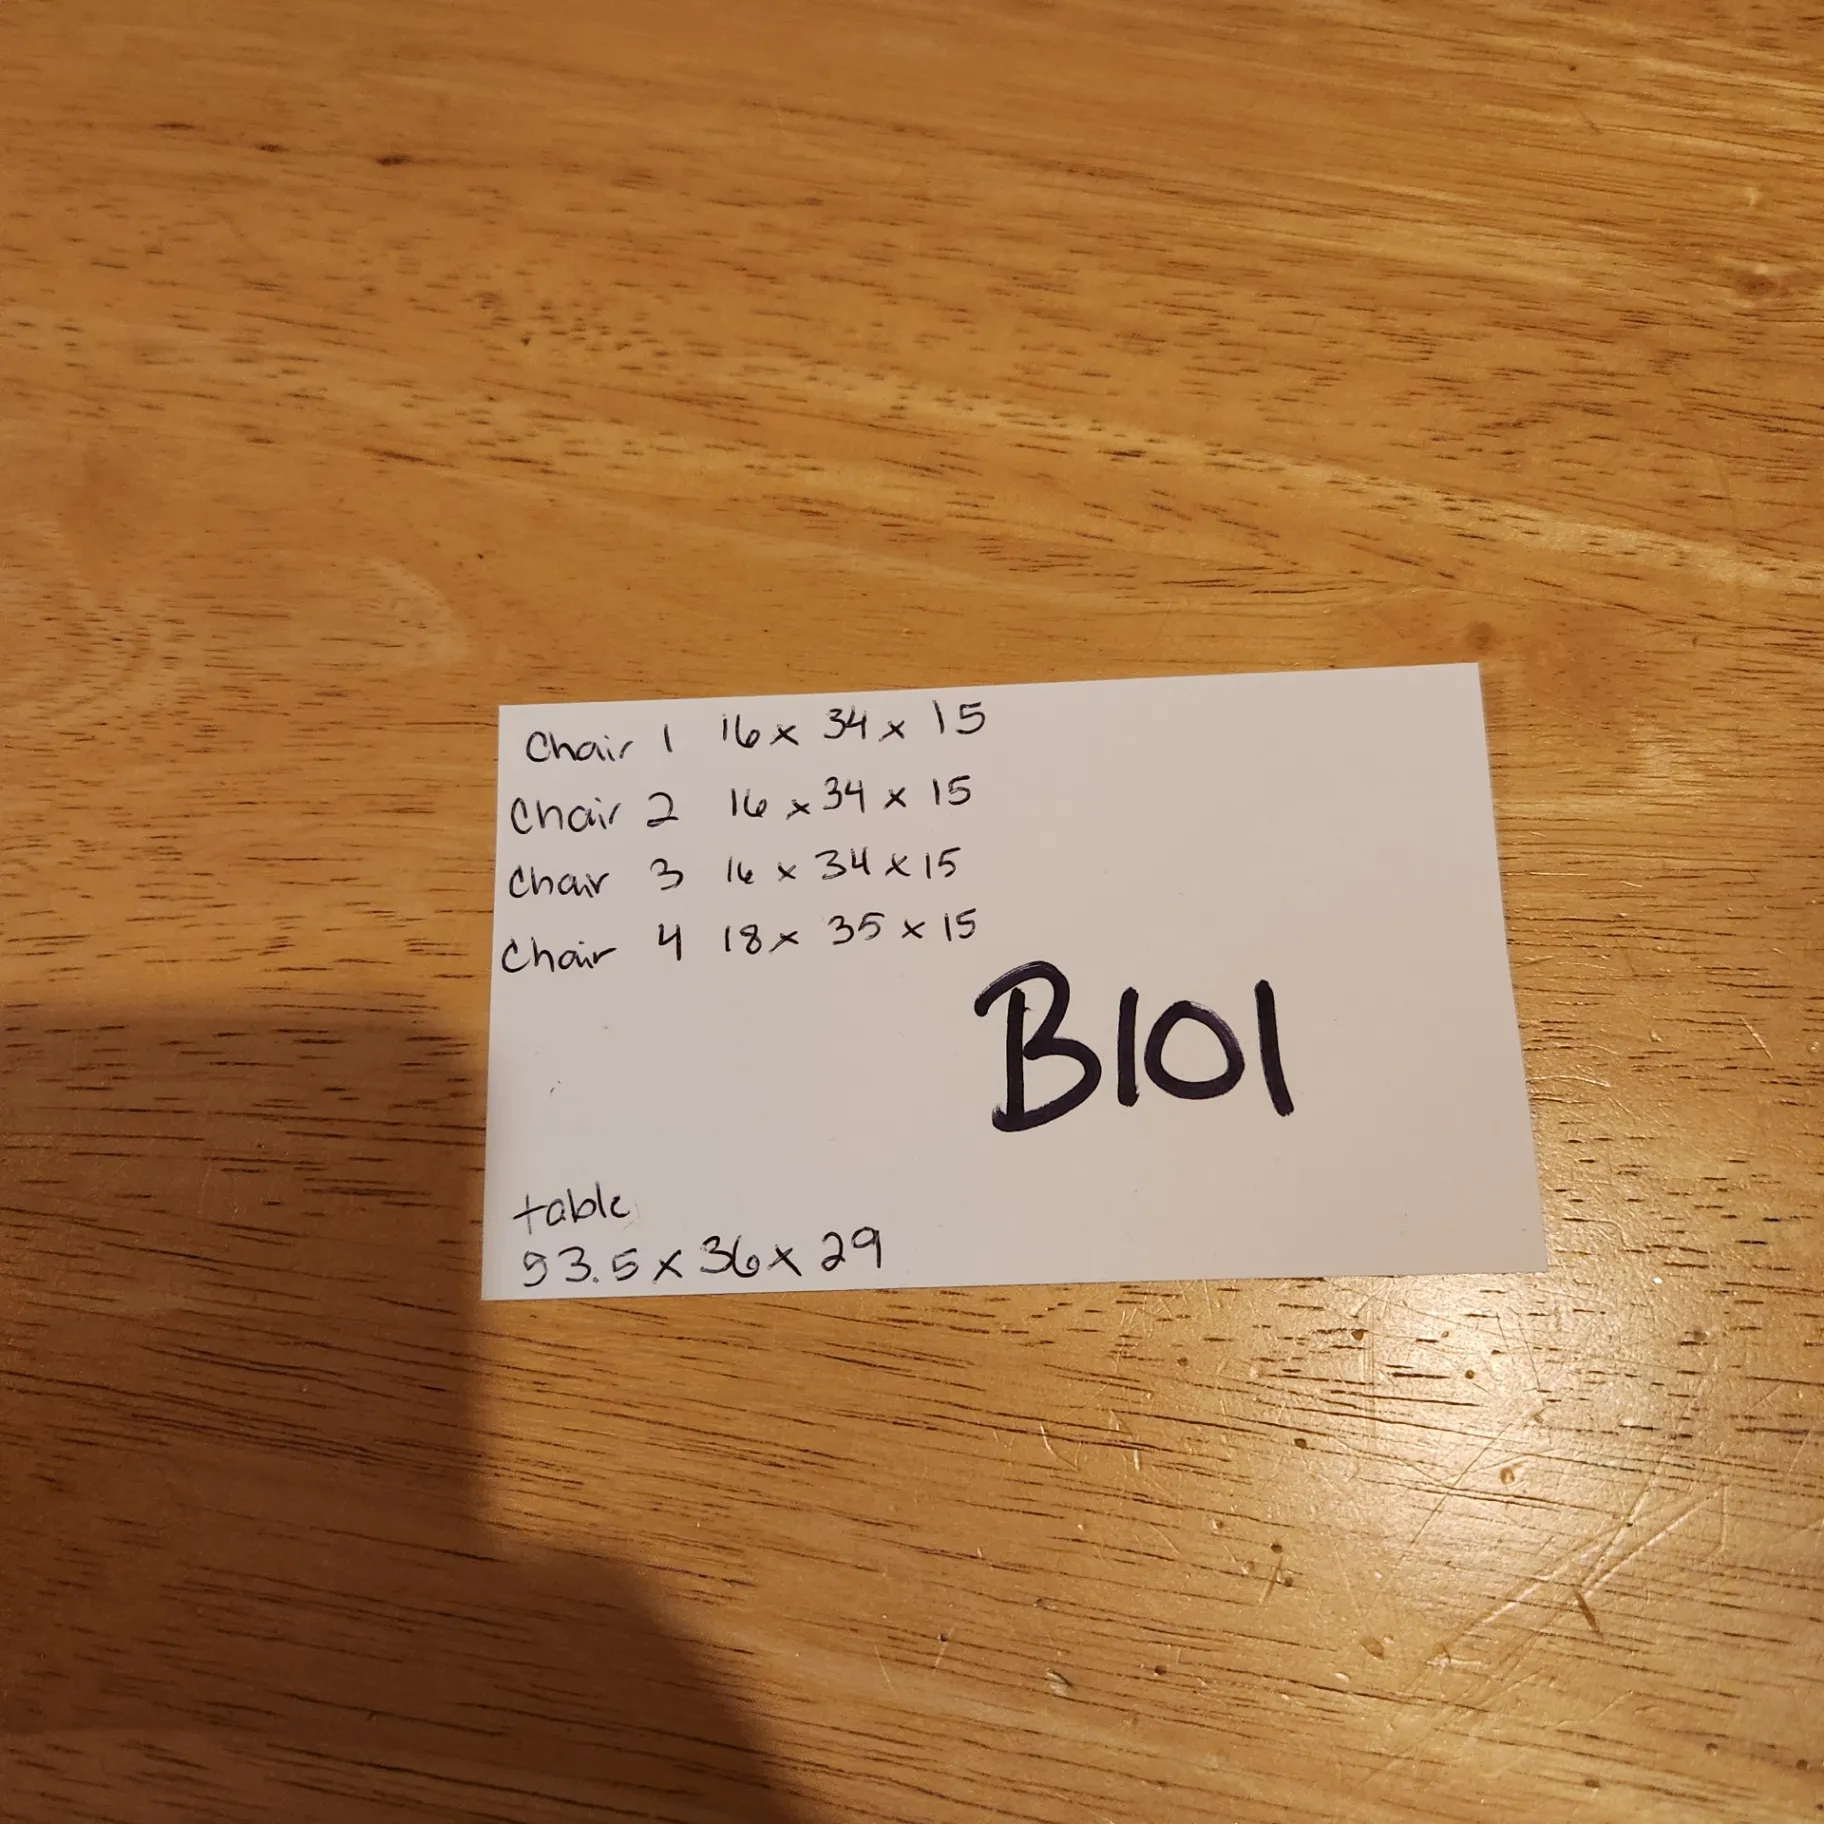 Chair 1 16 x 34 x 15
Chair 2 16 x 34 x 15
Chair 3 16 x 34 x 15
Chair 4 18 x 35 x 15
B101
table
53.5 x 36 x 29